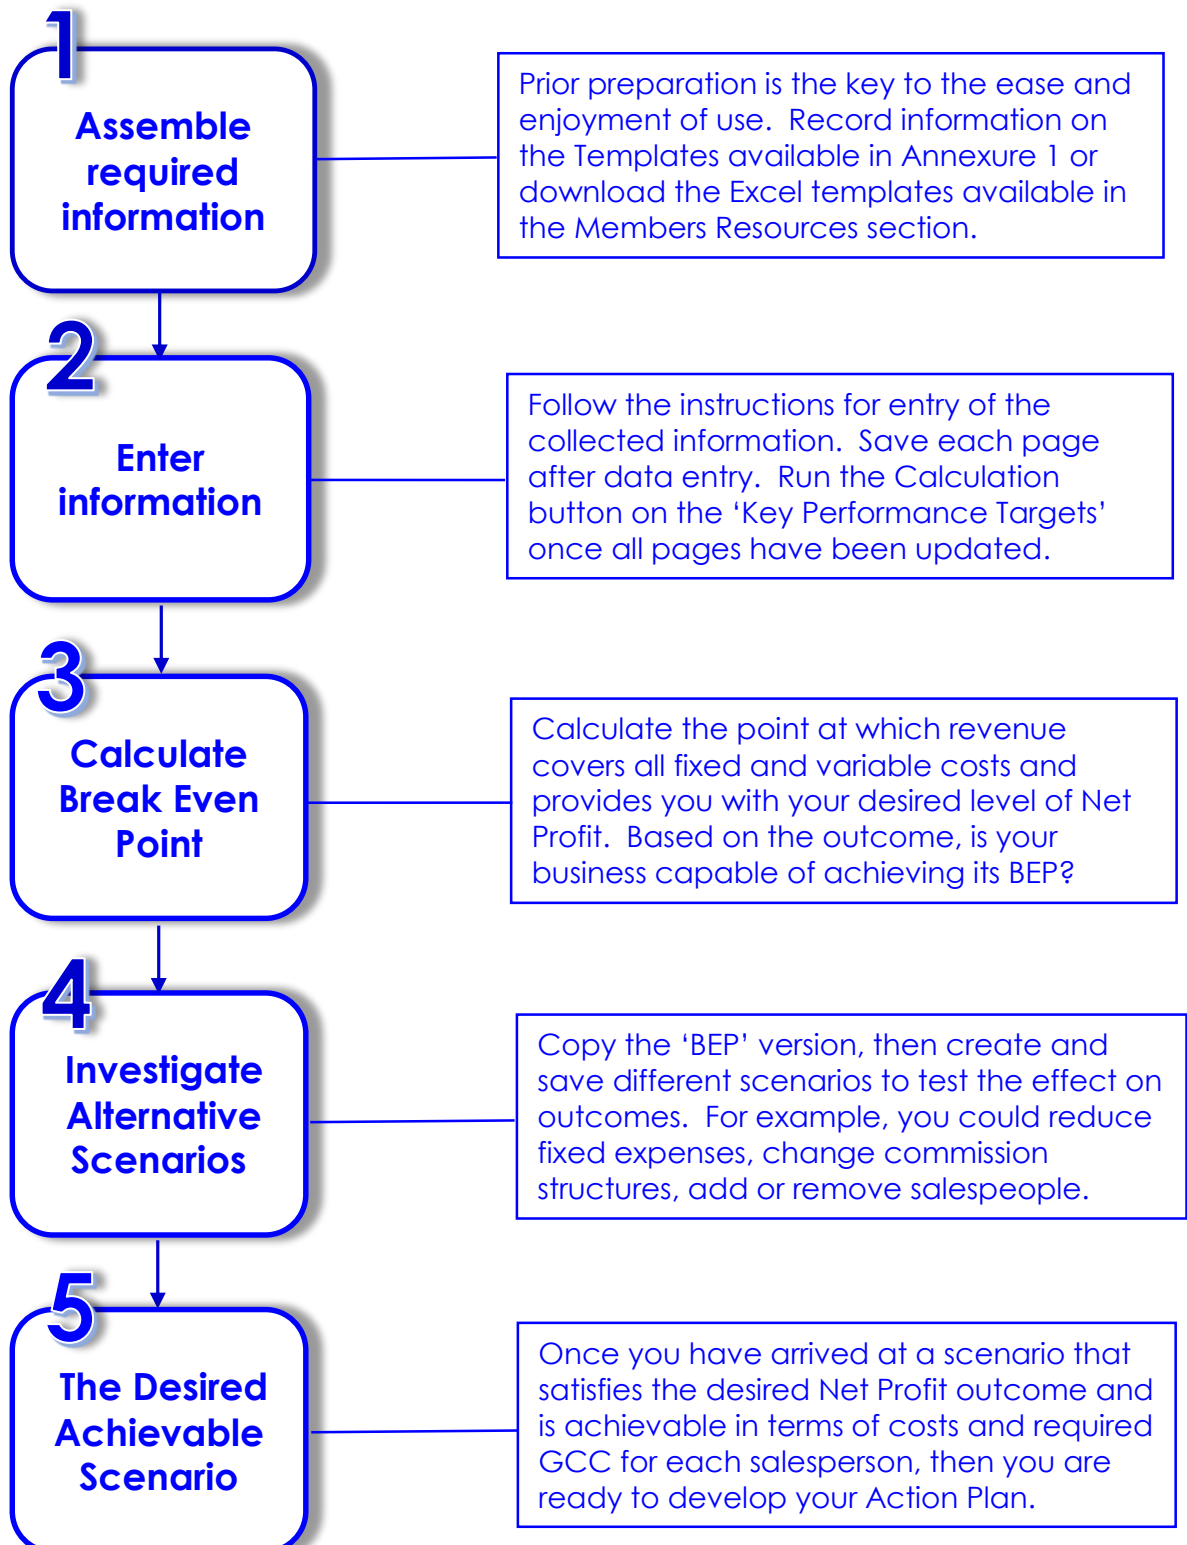 1
Assemble
required
information
Prior preparation is the key to the ease and
enjoyment of use.  Record information on
the Templates available in Annexure 1 or
download the Excel templates available in
the Members Resources section.
2
Enter
information
Follow the instructions for entry of the
collected information.  Save each page
after data entry.  Run the Calculation
button on the ‘Key Performance Targets’
once all pages have been updated.
3
Calculate
Break Even
Point
Calculate the point at which revenue
covers all fixed and variable costs and
provides you with your desired level of Net
Profit.  Based on the outcome, is your
business capable of achieving its BEP?
4
Investigate
Alternative
Scenarios
Copy the ‘BEP’ version, then create and
save different scenarios to test the effect on
outcomes.  For example, you could reduce
fixed expenses, change commission
structures, add or remove salespeople.
5
The Desired
Achievable
Scenario
Once you have arrived at a scenario that
satisfies the desired Net Profit outcome and
is achievable in terms of costs and required
GCC for each salesperson, then you are
ready to develop your Action Plan.